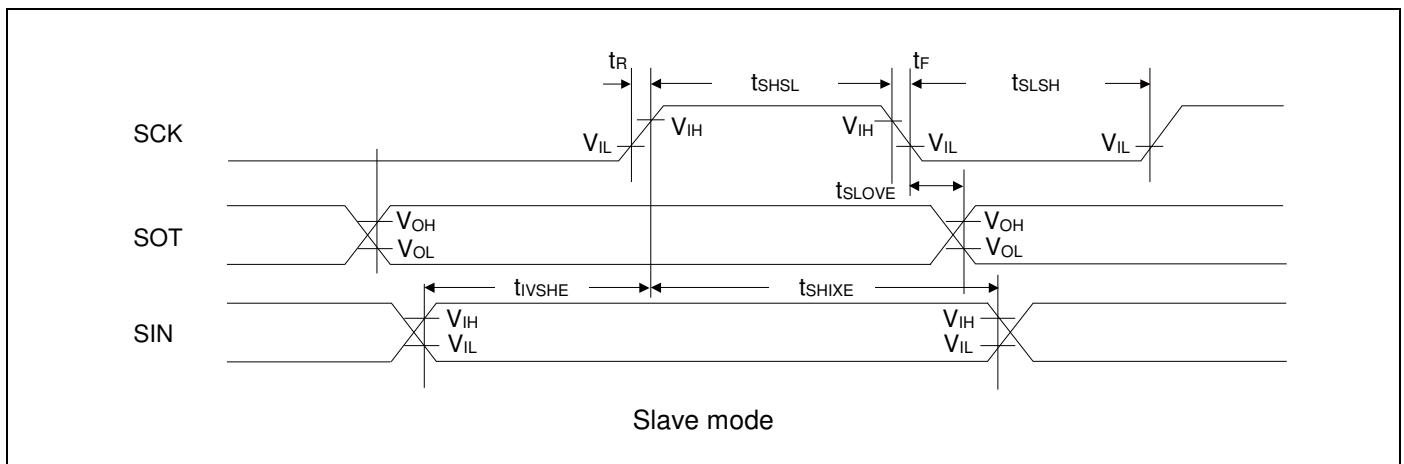 tR tF
tSHSL tSLSH
SCK VIH VIH
VIL VIL VIL
tSLOVE
VOH VOH
SOT
VOL VOL
tIVSHE tSHIXE
VIH VIH
SIN
VIL VIL
Slave mode